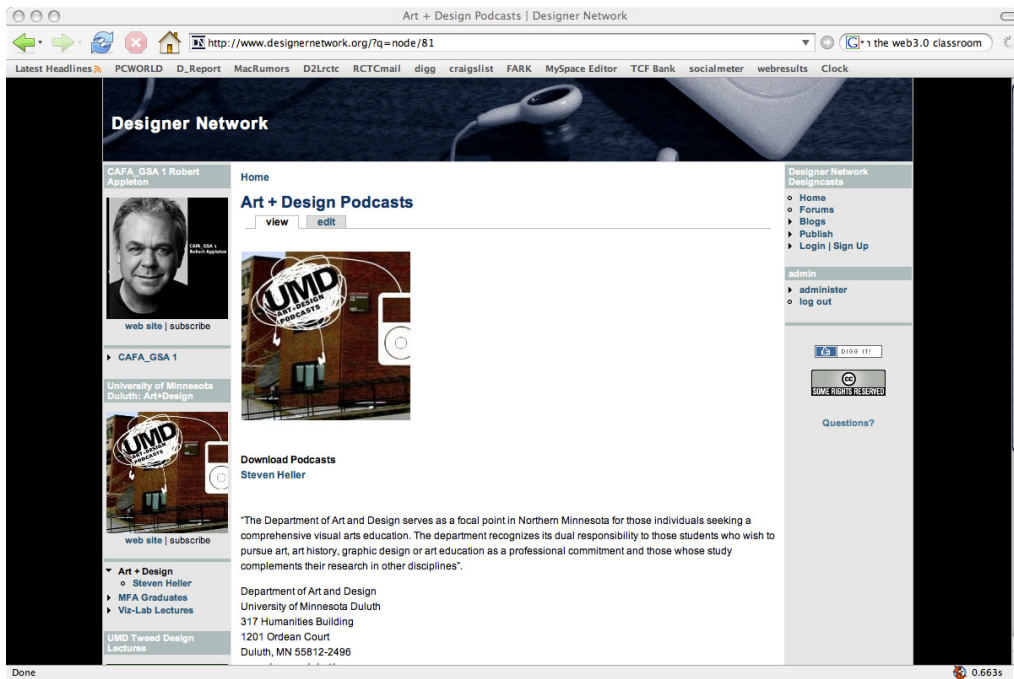 Art + Design Podcasts | Designer Network
http://www.designernetwork.org/?q=node/81
the web3.0 classroom
Latest Headlines PCWORLD D_Report MacRumors D2Lrctc RCTCmail digg craigslist FARK MySpace Editor TCF Bank socialmeter webresults Clock
Designer Network
CAFA_GSA 1 Robert
Appleton
CAFA_GSA 1
Robert Appleton
web site | subscribe
CAFA_GSA 1
University of Minnesota
Duluth: Art+Design
UMD
ART+DESIGN
PODCASTS
web site | subscribe
Art + Design
Steven Heller
MFA Graduates
Viz-Lab Lectures
UMD Tweed Design
Lectures
Home
Art + Design Podcasts
view edit
UMD
ART+DESIGN
PODCASTS
Download Podcasts
Steven Heller
"The Department of Art and Design serves as a focal point in Northern Minnesota for those individuals seeking a
comprehensive visual arts education. The department recognizes its dual responsibility to those students who wish to
pursue art, art history, graphic design or art education as a professional commitment and those whose study
complements their research in other disciplines".
Department of Art and Design
University of Minnesota Duluth
317 Humanities Building
1201 Ordean Court
Duluth, MN 55812-2496
Designer Network
Designcasts
Home
Forums
Blogs
Publish
Login | Sign Up
admin
administer
log out
DIGG IT!
cc
SOME RIGHTS RESERVED
Questions?
Done
0.663s